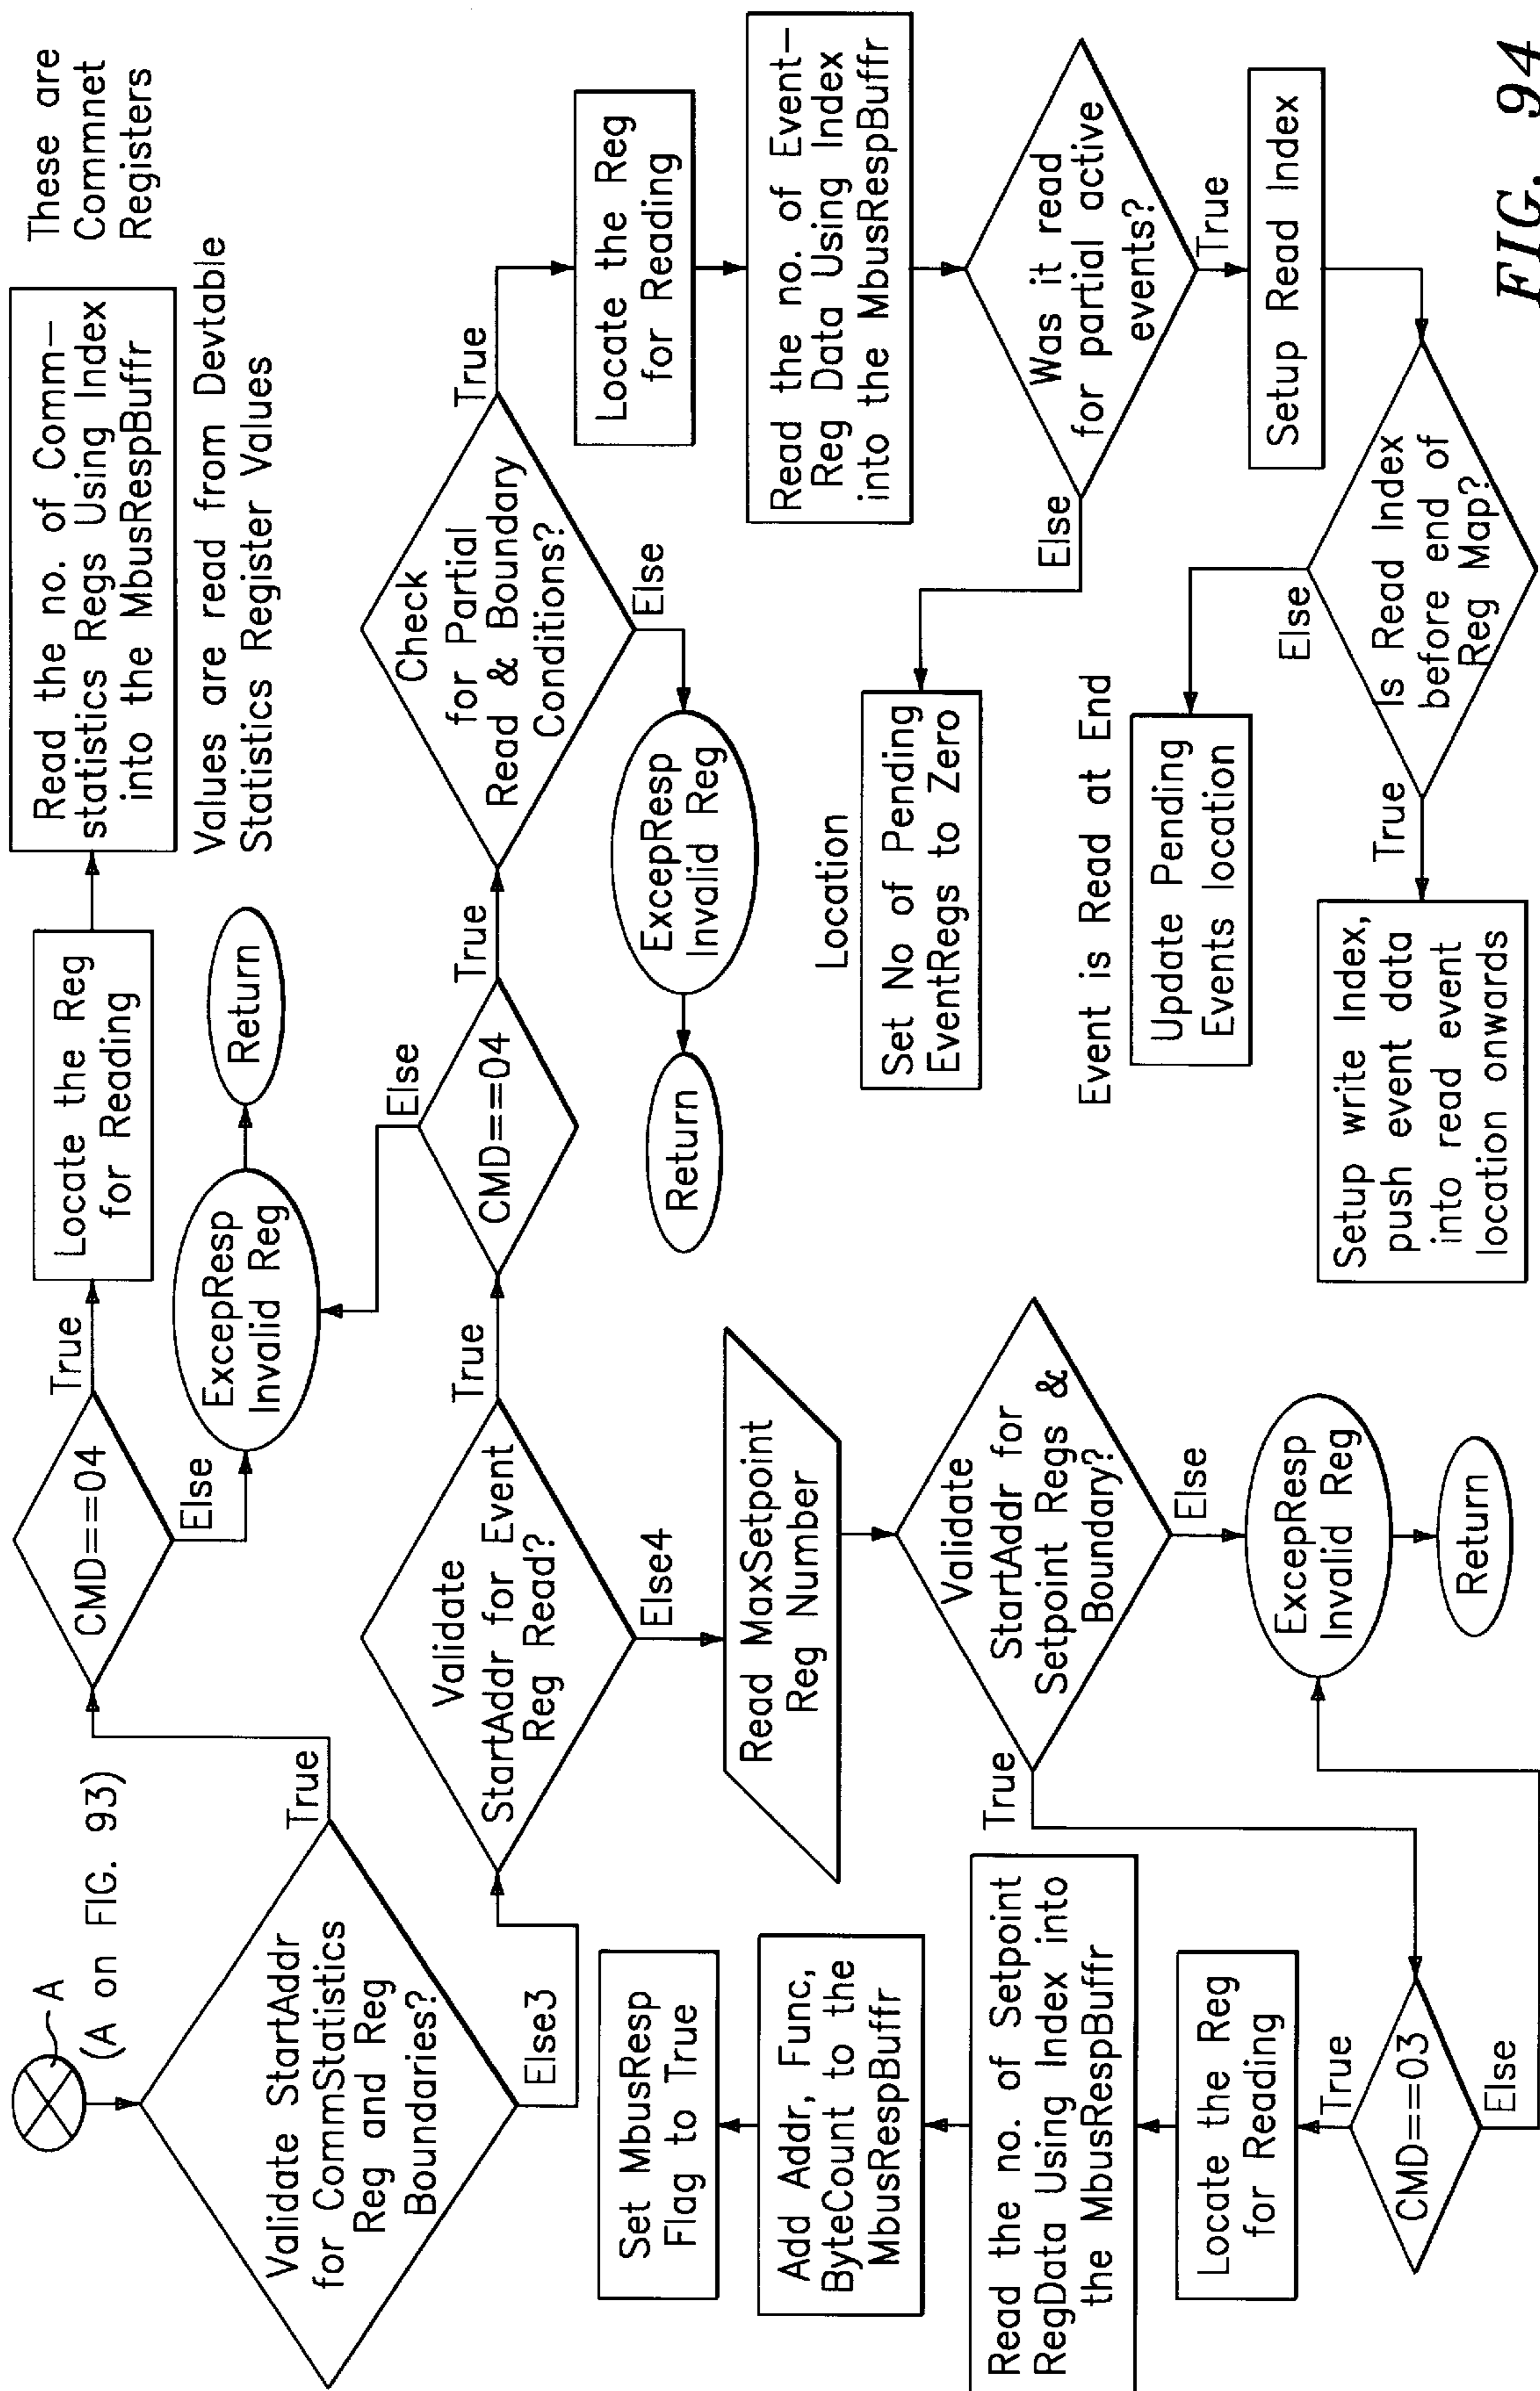 A
(A on FIG. 93)
Validate StartAddr
for CommStatistics
Reg and Reg
Boundaries?
True
Else3
CMD==04
True
Else
Locate the Reg
for Reading
Read the no. of Comm–
statistics Regs Using Index
into the MbusRespBuffr
These are
Commnet
Registers
Values are read from Devtable
Statistics Register Values
ExcepResp
Invalid Reg
Return
Validate
StartAddr for Event
Reg Read?
True
Else4
CMD==04
True
Else
Check
for Partial
Read & Boundary
Conditions?
True
Else
ExcepResp
Invalid Reg
Return
Locate the Reg
for Reading
Read the no. of Event–
Reg Data Using Index
into the MbusRespBuffr
Was it read
for partial active
events?
Else
True
Location
Set No of Pending
EventRegs to Zero
Setup Read Index
Is Read Index
before end of
Reg Map?
Else
True
Event is Read at End
Update Pending
Events location
Setup write Index,
push event data
into read event
location onwards
Read MaxSetpoint
Reg Number
Validate
StartAddr for
Setpoint Regs &
Boundary?
True
Else
ExcepResp
Invalid Reg
Return
CMD==03
True
Else
Locate the Reg
for Reading
Read the no. of Setpoint
RegData Using Index into
the MbusRespBuffr
Add Addr, Func,
ByteCount to the
MbusRespBuffr
Set MbusResp
Flag to True
FIG. 94